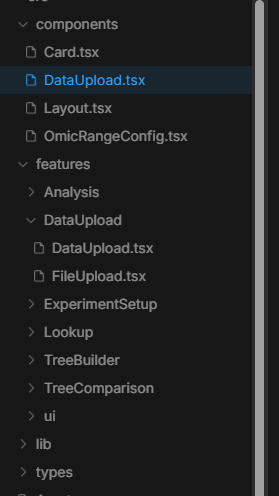 components
Card.tsx
DataUpload.tsx
Layout.tsx
OmicRangeConfig.tsx
features
Analysis
DataUpload
DataUpload.tsx
FileUpload.tsx
ExperimentSetup
Lookup
TreeBuilder
TreeComparison
ui
lib
types